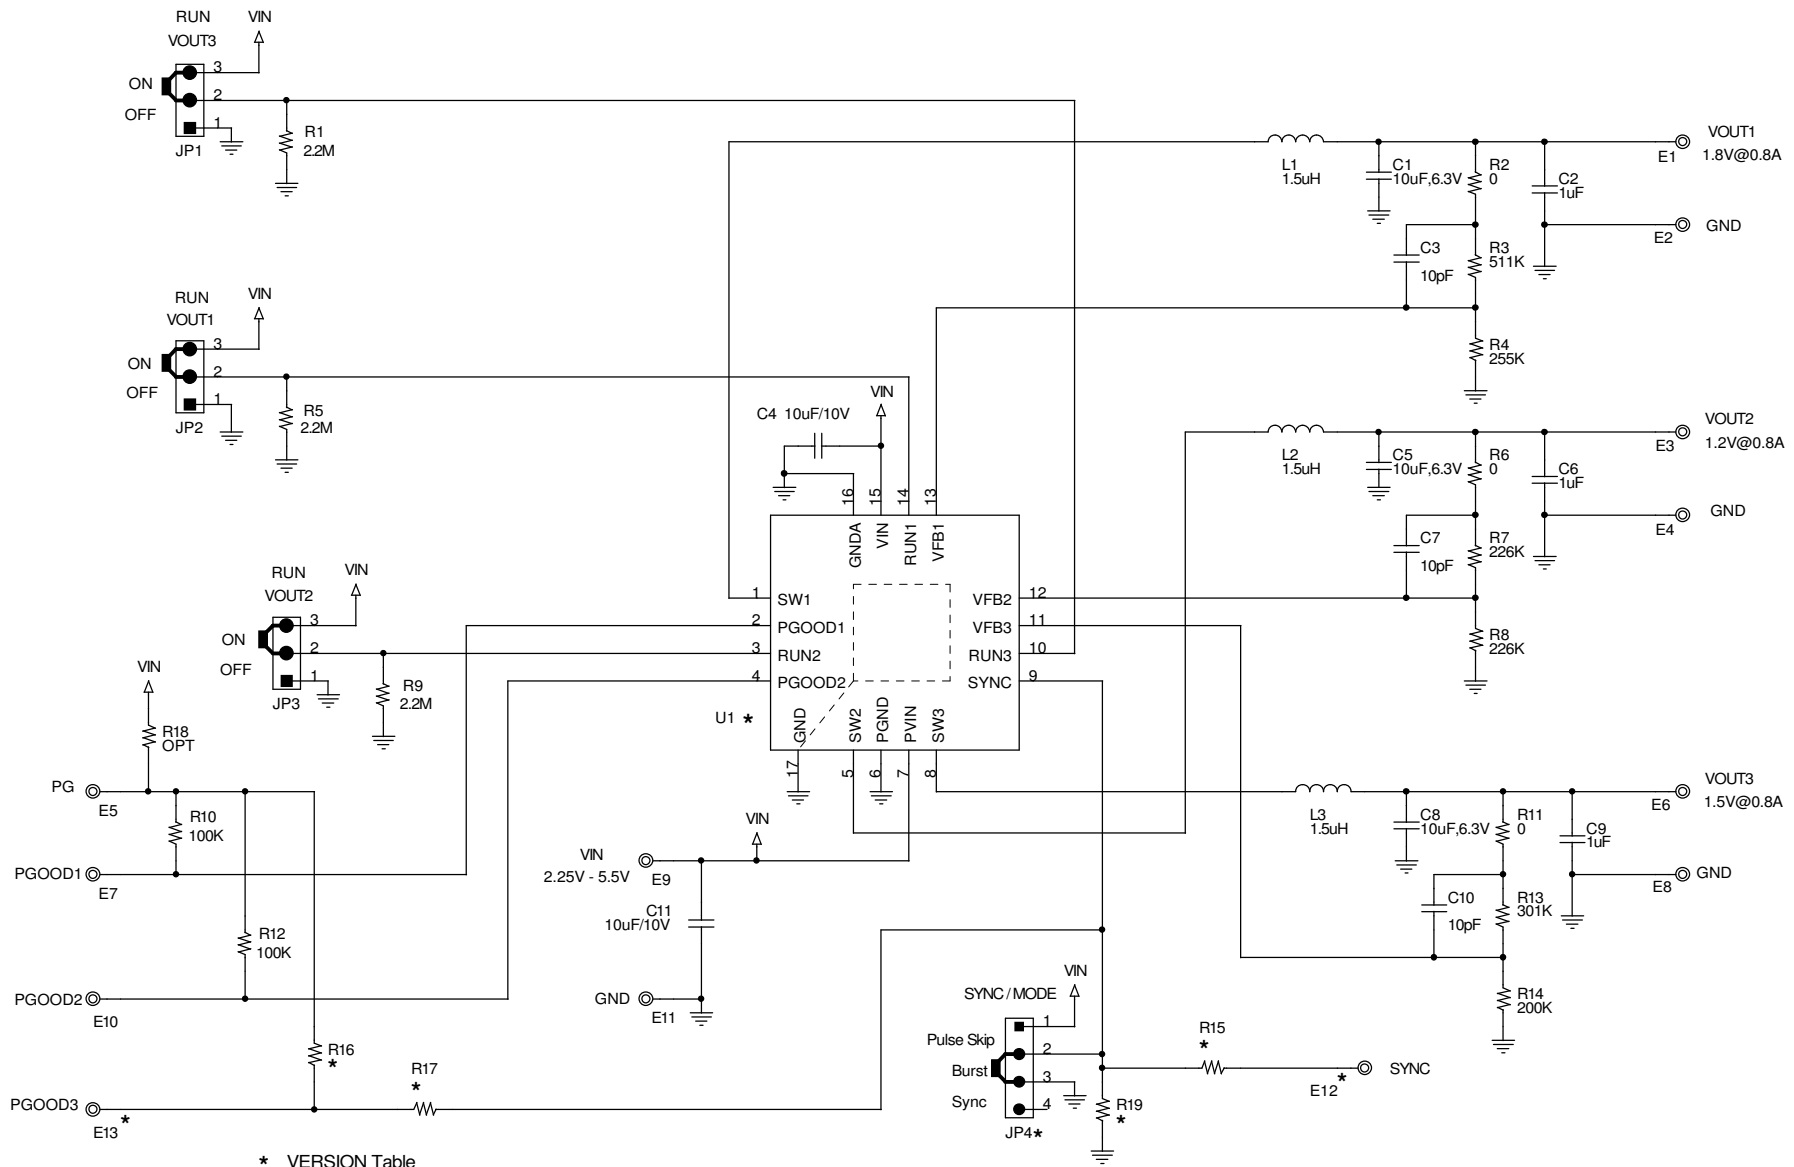 RUN
VOUT3
VIN
ON
OFF
3
2
1
JP1
R1
2.2M
RUN
VOUT1
VIN
ON
OFF
3
2
1
JP2
R5
2.2M
L1
1.5uH
C1
10uF,6.3V
R2
0
C2
1uF
E1
VOUT1
1.8V@0.8A
E2
GND
C3
10pF
R3
511K
R4
255K
L2
1.5uH
C5
10uF,6.3V
R6
0
C6
1uF
E3
VOUT2
1.2V@0.8A
E4
GND
C7
10pF
R7
226K
R8
226K
C4 10uF/10V
VIN
16
15
14
13
GNDA
VIN
RUN1
VFB1
1
SW1
2
PGOOD1
3
RUN2
4
PGOOD2
VFB2
12
VFB3
11
RUN3
10
SYNC
9
U1 *
GND
SW2
PGND
PVIN
SW3
17
5
6
7
8
RUN
VOUT2
VIN
ON
OFF
3
2
1
JP3
R9
2.2M
VIN
R18
OPT
PG
E5
R10
100K
PGOOD1
E7
R12
100K
PGOOD2
E10
R16
*
PGOOD3
E13 *
R17
*
VIN
2.25V - 5.5V
E9
VIN
C11
10uF/10V
GND
E11
L3
1.5uH
C8
10uF,6.3V
R11
0
C9
1uF
E6
VOUT3
1.5V@0.8A
E8
GND
C10
10pF
R13
301K
R14
200K
SYNC / MODE
VIN
Pulse Skip
Burst
Sync
1
2
3
4
JP4*
R15
*
R19
*
E12 *
SYNC
* VERSION Table